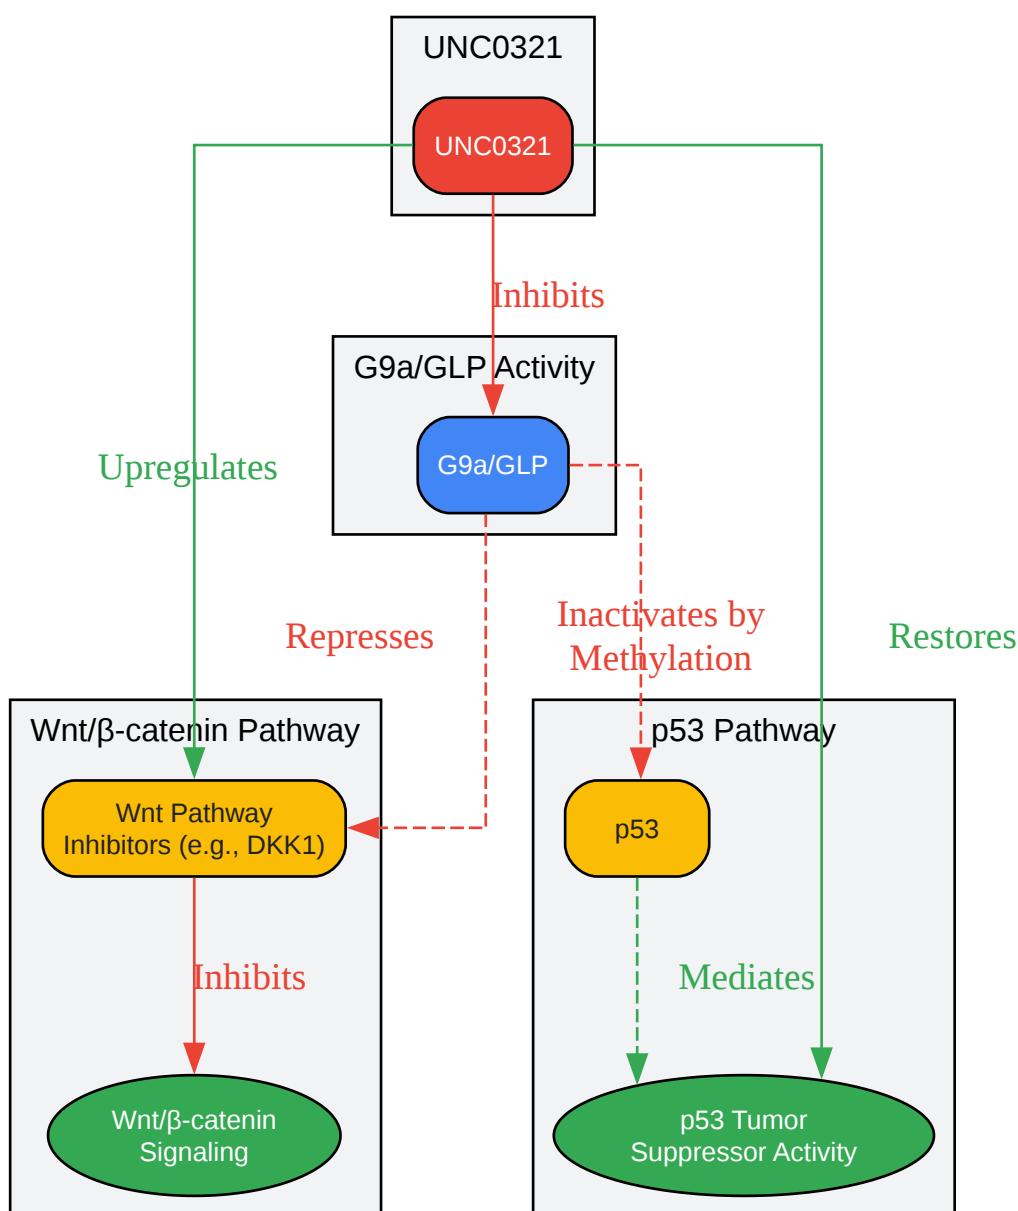 UNC0321
UNC0321
Inhibits
G9a/GLP Activity
G9a/GLP
Upregulates
Represses
Inactivates by
Methylation
Restores
Wnt/β-catenin Pathway
p53 Pathway
Wnt Pathway
Inhibitors (e.g., DKK1)
p53
Inhibits
Mediates
Wnt/β-catenin
Signaling
p53 Tumor
Suppressor Activity